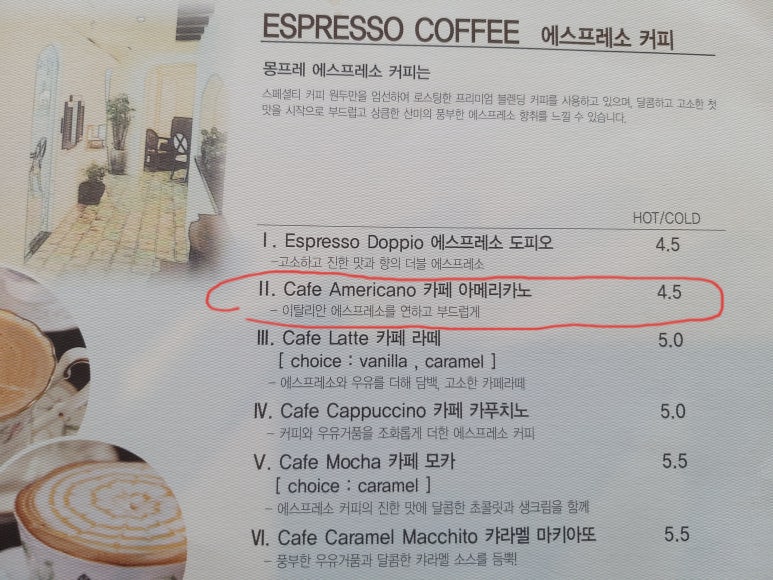 ESPRESSO COFFEE 에스프레소 커피
몽프레 에스프레소 커피는
스페셜티 커피 원두만을 엄선하여 로스팅한 프리미엄 블렌딩 커피를 사용하고 있으며, 달콤하고 고소한 첫
맛을 시작으로 부드럽고 상큼한 산미의 풍부한 에스프레소 향취를 느낄 수 있습니다.
HOT/COLD
I. Espresso Doppio 에스프레소 도피오 4.5
-고소하고 진한 맛과 향의 더블 에스프레소
II. Cafe Americano 카페 아메리카노 4.5
- 이탈리안 에스프레소를 연하고 부드럽게
III. Cafe Latte 카페 라떼 5.0
[ choice : vanilla , caramel ]
- 에스프레소와 우유를 더해 담백, 고소한 카페라떼
IV. Cafe Cappuccino 카페 카푸치노 5.0
- 커피와 우유거품을 조화롭게 더한 에스프레소 커피
V. Cafe Mocha 카페 모카 5.5
[ choice : caramel ]
- 에스프레소 커피의 진한 맛에 달콤한 초콜릿과 생크림을 함께
VI. Cafe Caramel Macchito 캬라멜 마키아또 5.5
- 풍부한 우유거품과 달콤한 카라멜 소스를 듬뿍!